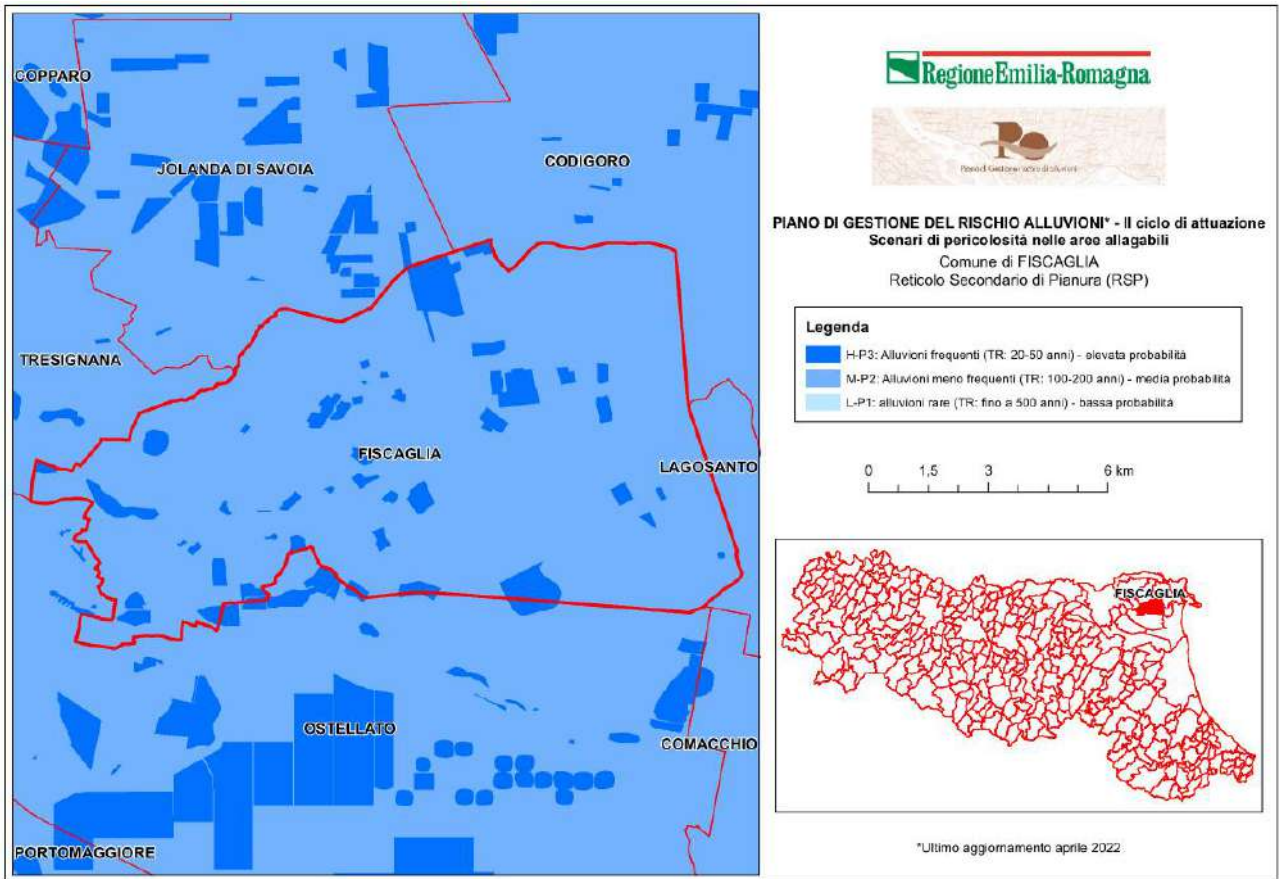 COPPARO
JOLANDA DI SAVOIA
CODIGORO
TRESIGNANA
FISCAGLIA
LAGOSANTO
OSTELLATO
COMACCHIO
PORTOMAGGIORE
Regione Emilia-Romagna
PIANO DI GESTIONE DEL RISCHIO ALLUVIONI* - II ciclo di attuazione
Scenari di pericolosità nelle aree allagabili
Comune di FISCAGLIA
Reticolo Secondario di Pianura (RSP)
Legenda
H-P3: Alluvioni frequenti (TR: 20-50 anni) - elevata probabilità
M-P2: Alluvioni meno frequenti (TR: 100-200 anni) - media probabilità
L-P1: alluvioni rare (TR: fino a 500 anni) - bassa probabilità
0 1,5 3 6 km
FISCAGLIA
*Ultimo aggiornamento aprile 2022